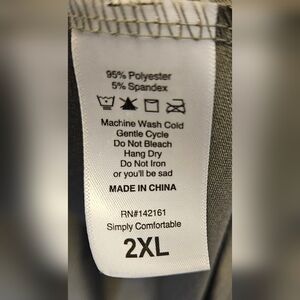 95% Polyester
5% Spandex
Machine Wash Cold
Gentle Cycle
Do Not Bleach
Hang Dry
Do Not Iron
or you'll be sad
MADE IN CHINA
RN#142161
Simply Comfortable
2XL